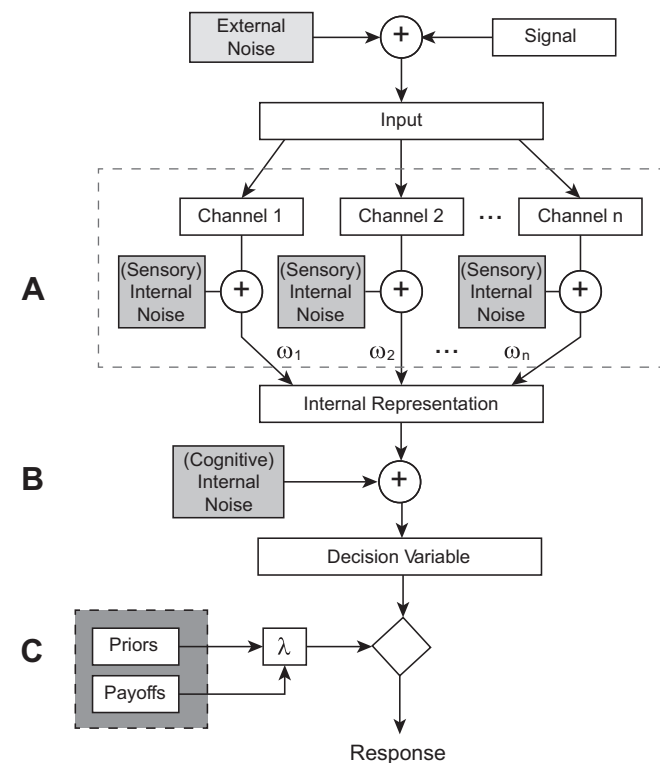 External
Noise
+
Signal
Input
Channel 1
Channel 2
...
Channel n
A
(Sensory)
Internal
Noise
+
(Sensory)
Internal
Noise
+
(Sensory)
Internal
Noise
+
ω1
ω2
...
ωn
Internal Representation
B
(Cognitive)
Internal
Noise
+
Decision Variable
C
Priors
λ
Payoffs
Response